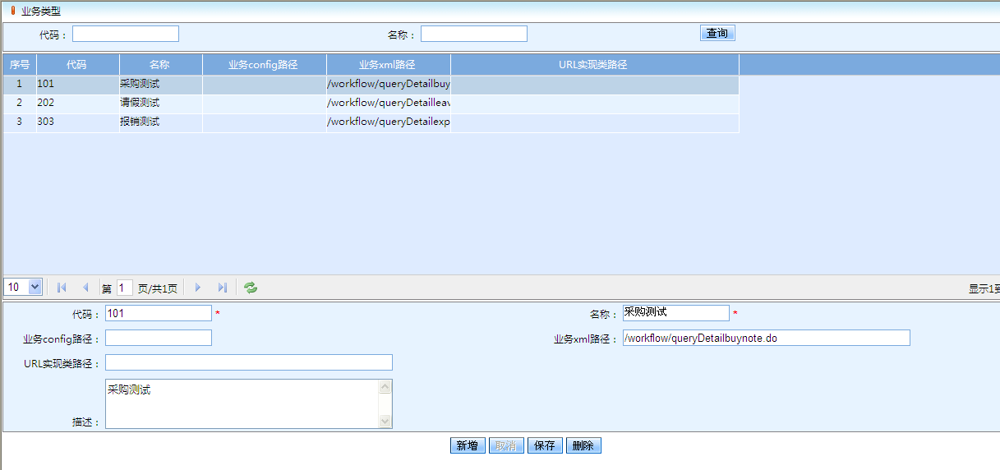 业务类型
代码： 名称： 查询
序号 代码 名称 业务config路径 业务xml路径 URL实现类路径
1 101 采购测试 /workflow/queryDetailbuy
2 202 请假测试 /workflow/queryDetailleav
3 303 报销测试 /workflow/queryDetailexp
10 第 1 页/共1页 显示1到
代码： 101 * 名称： 采购测试 *
业务config路径： 业务xml路径： /workflow/queryDetailbuynote.do
URL实现类路径：
采购测试
描述：
新增 取消 保存 删除